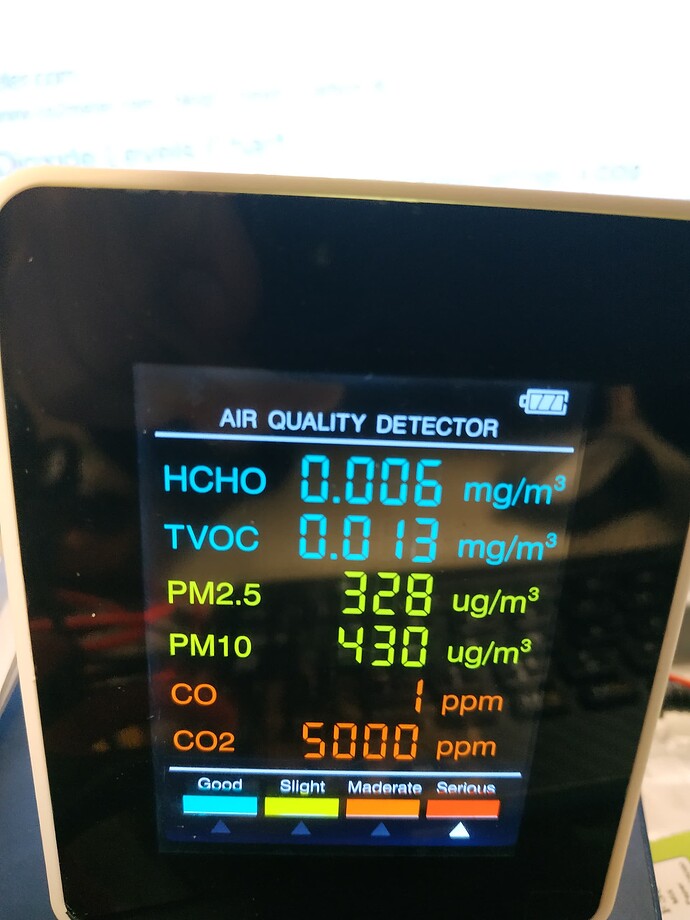 AIR QUALITY DETECTOR
HCHO 0.006 mg/m³
TVOC 0.013 mg/m³
PM2.5 328 ug/m³
PM10 430 ug/m³
CO 1 ppm
CO2 5000 ppm
Good Slight Maderate Serious